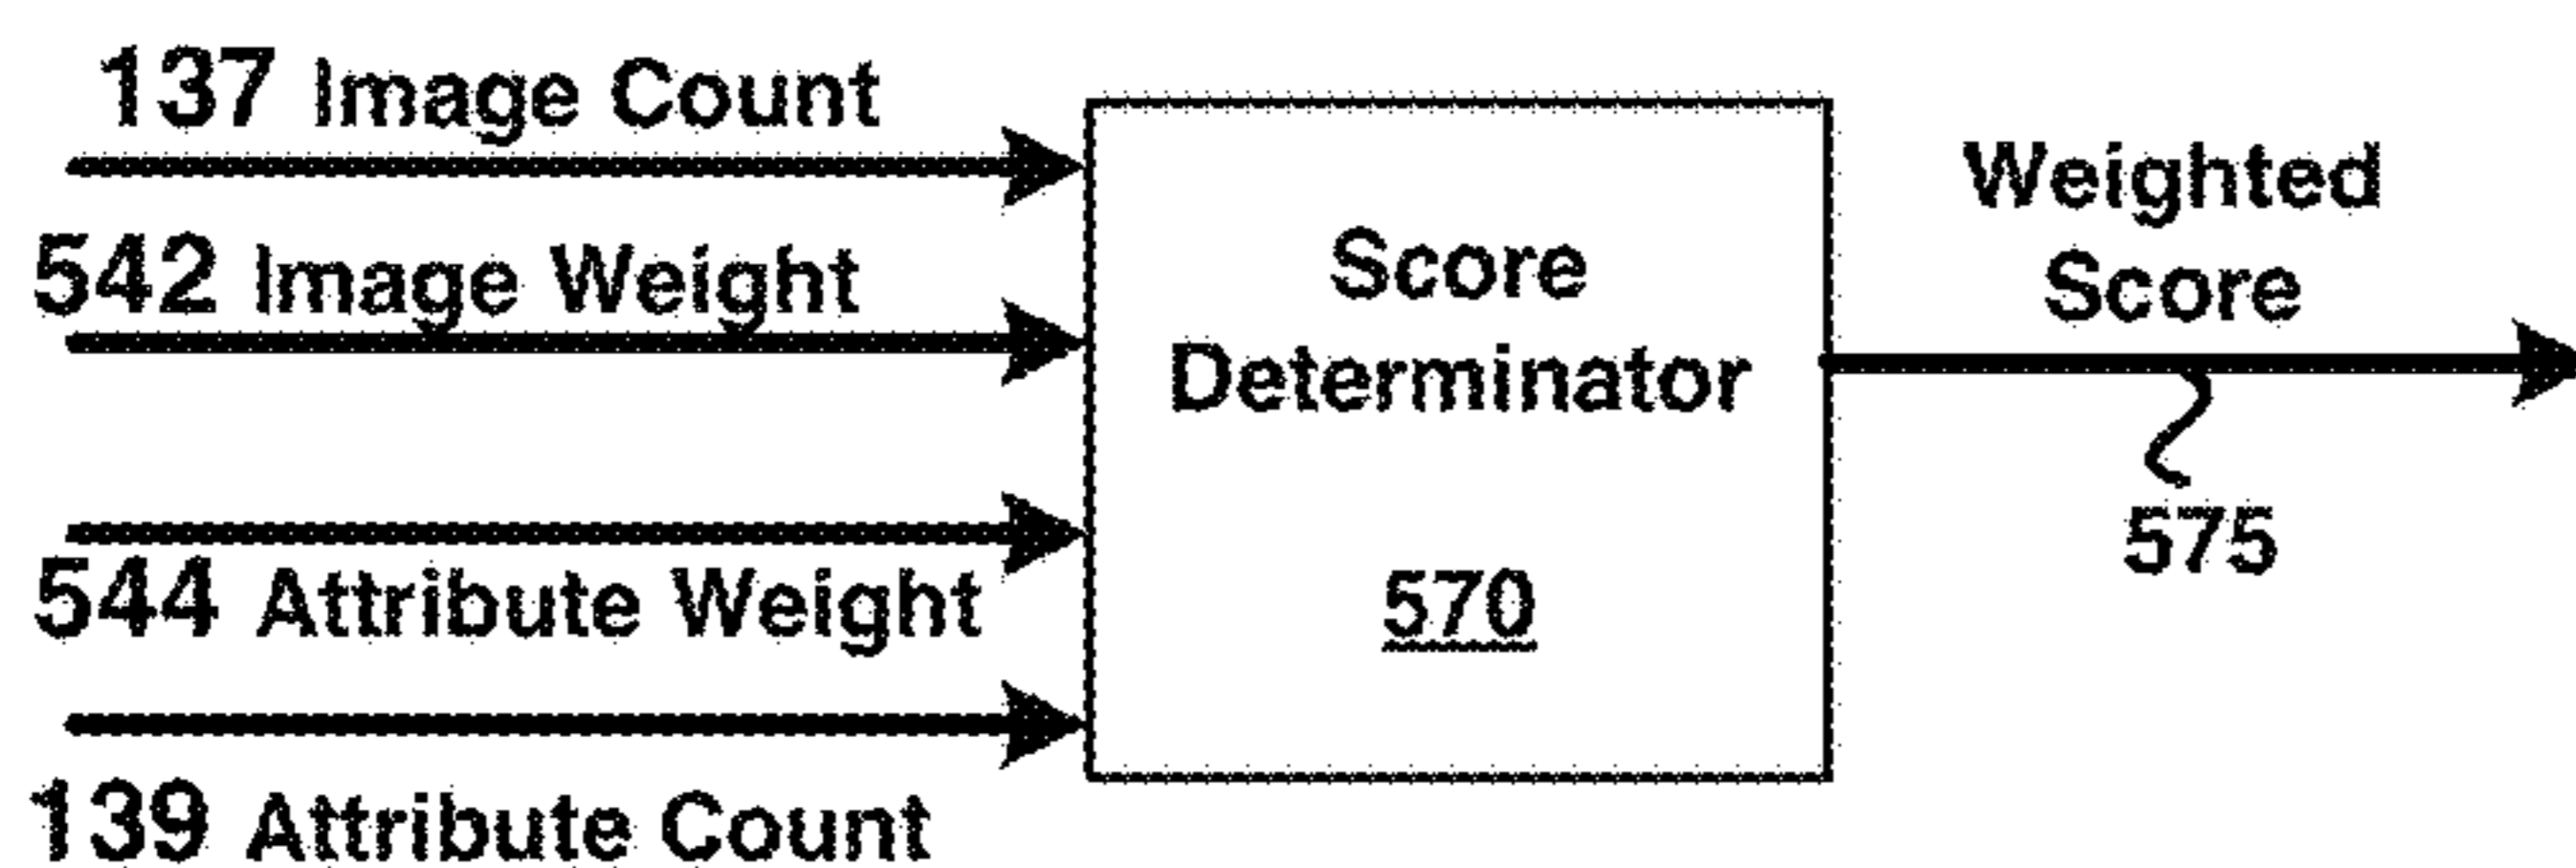 137 Image Count
542 Image Weight
544 Attribute Weight
139 Attribute Count
Score
Determinator
570
Weighted
Score
575